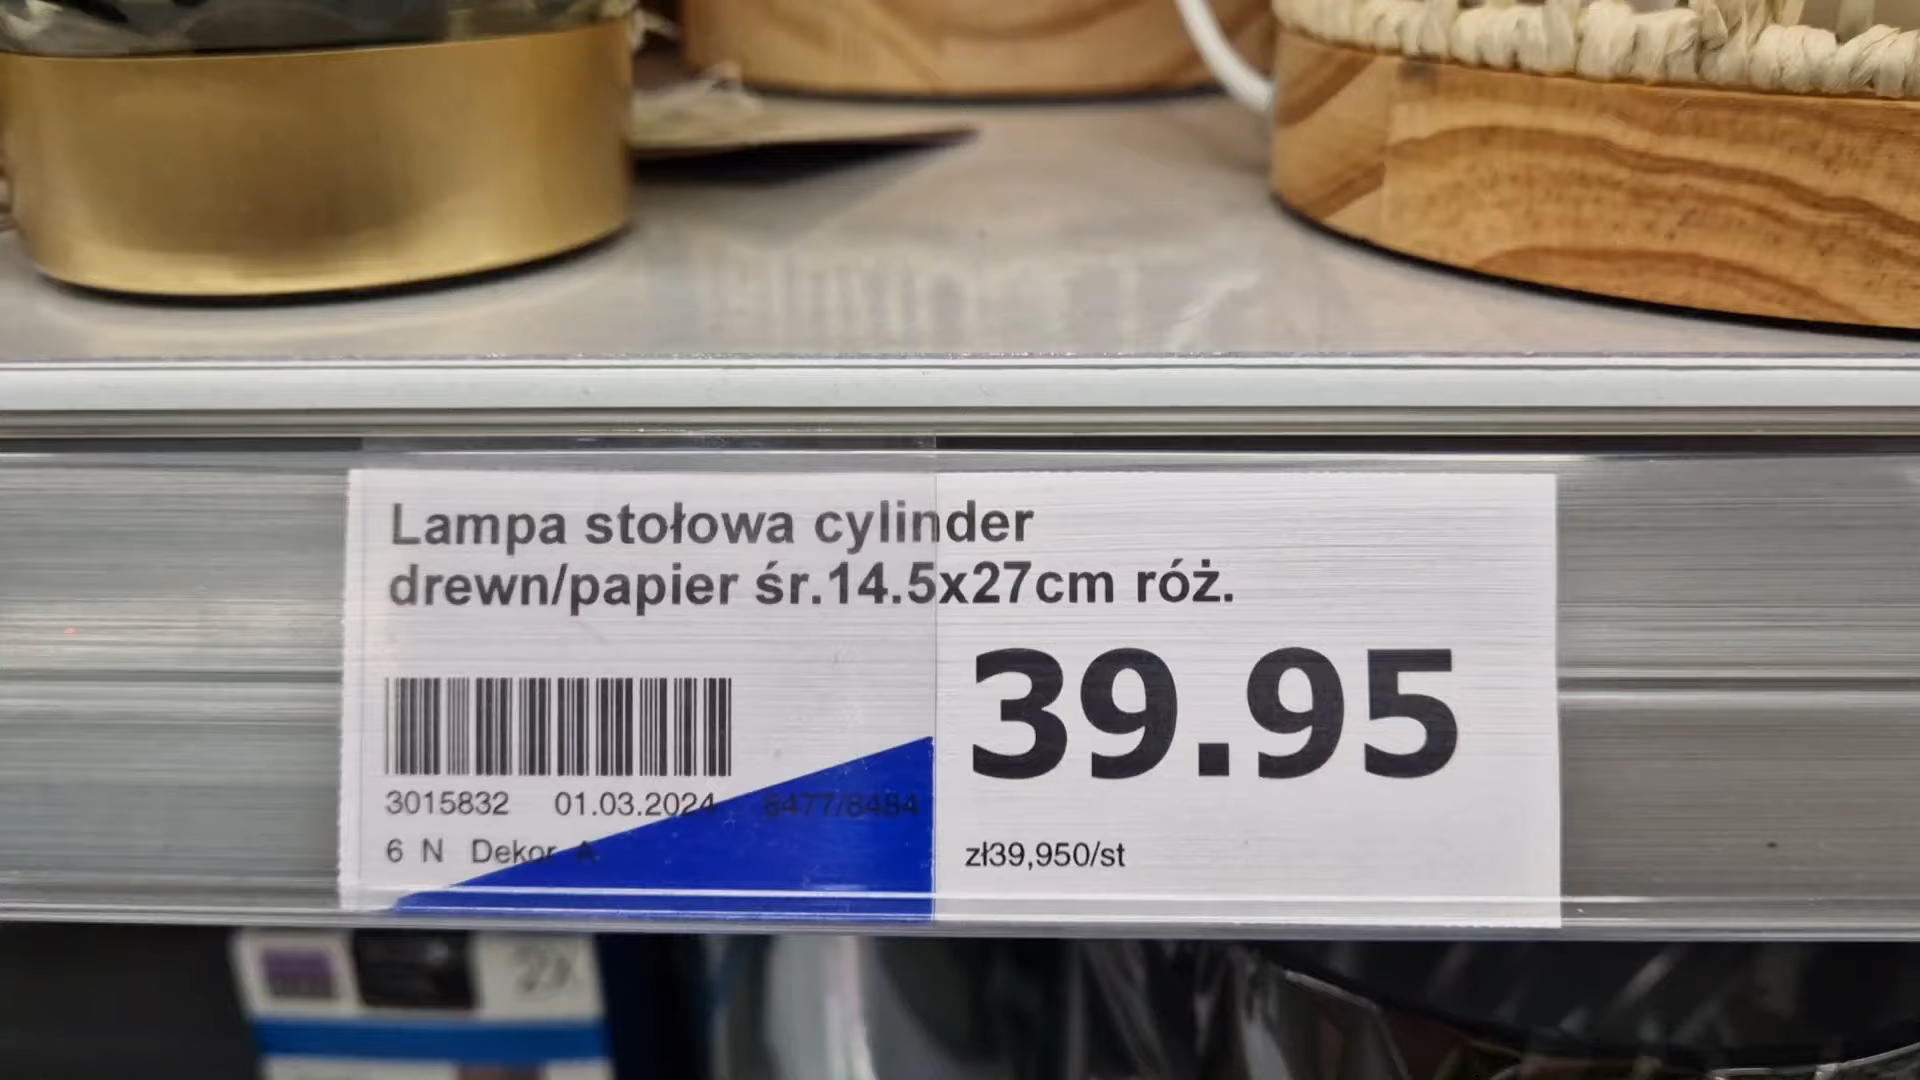 Lampa stołowa cylinder
drewn/papier śr.14.5x27cm róż.
39.95
3015832 01.03.2024 8477/8484
6 N Dekor A
zł39,950/st
2x